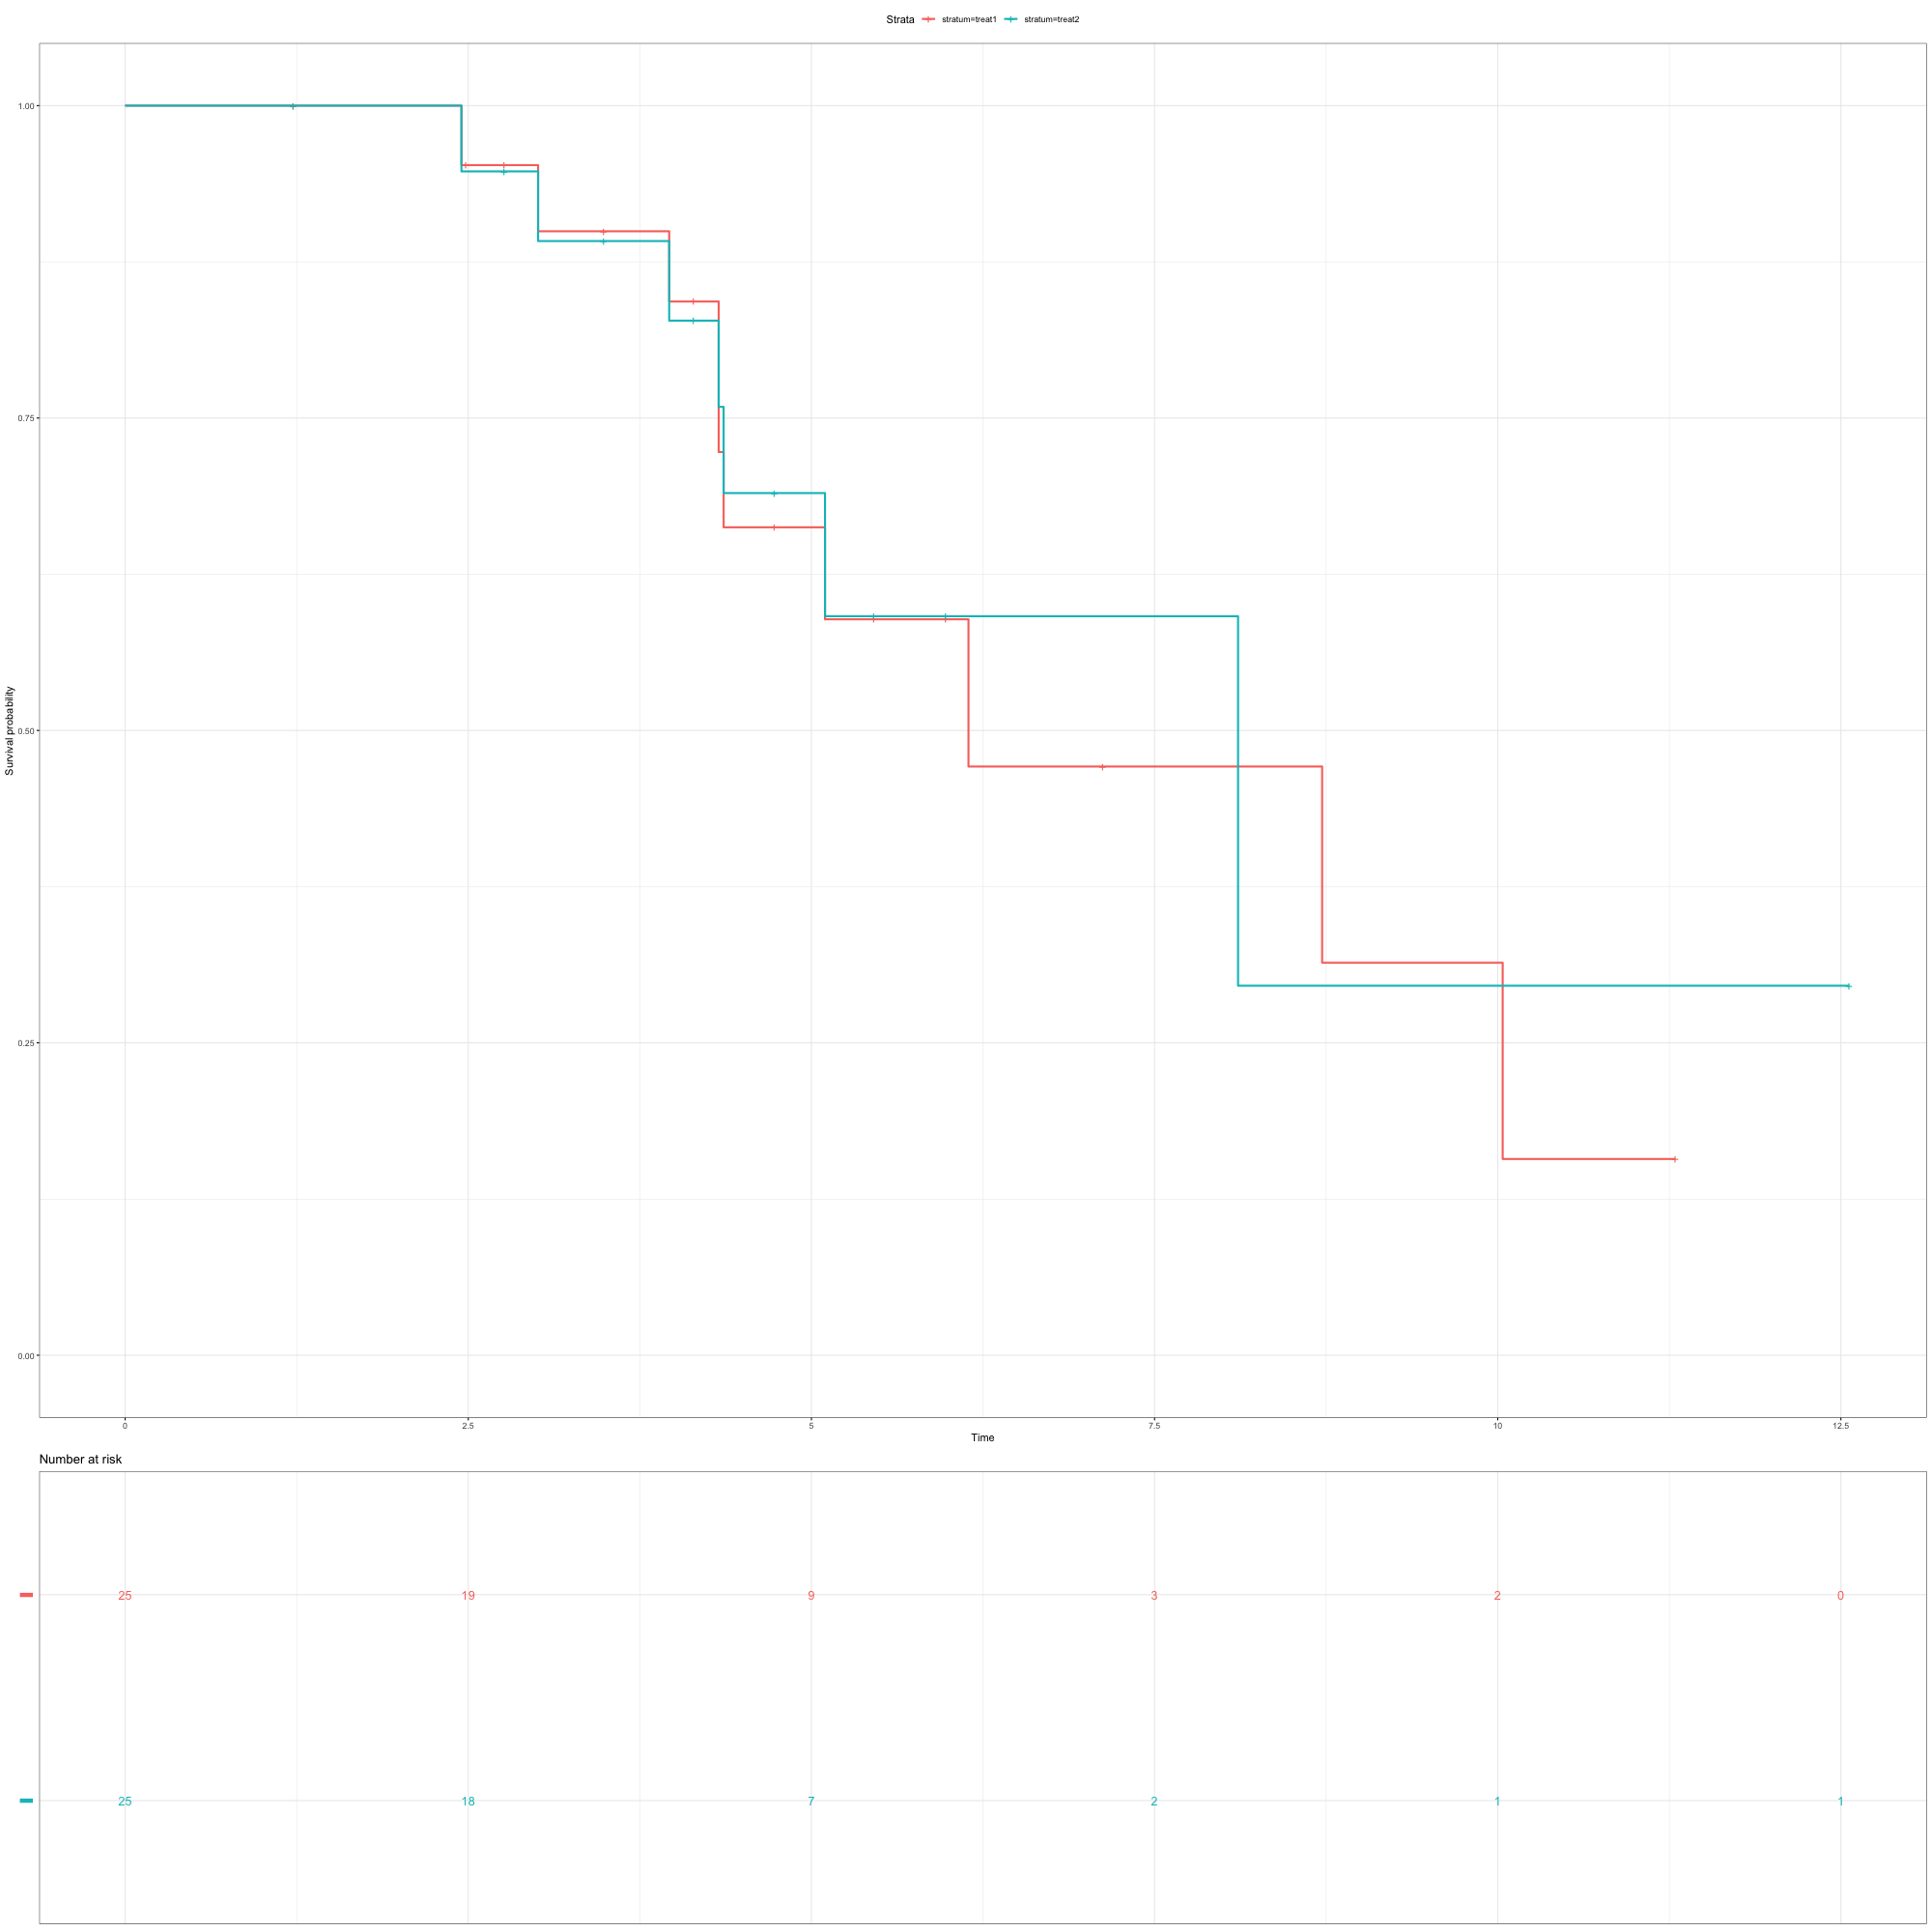 Strata stratum=treat1 stratum=treat2
1.00
0.75
0.50
0.25
0.00
Survival probability
0 2.5 5 7.5 10 12.5
Time
Number at risk
25 19 9 3 2 0
25 18 7 2 1 1